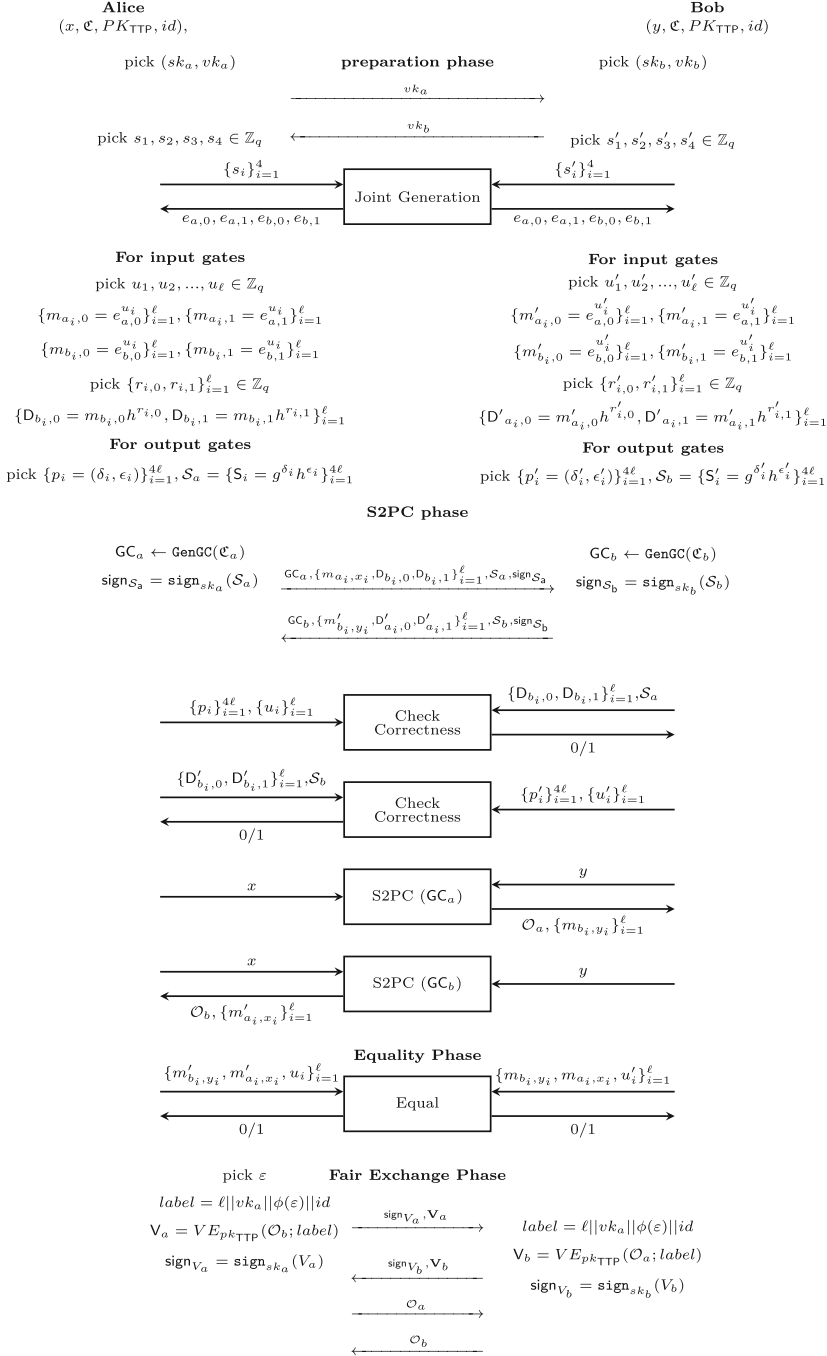 Alice Bob
(x, ℭ, PK_TTP, id), (y, ℭ, PK_TTP, id)
pick (sk_a, vk_a) preparation phase pick (sk_b, vk_b)
vk_a
vk_b
pick s_1, s_2, s_3, s_4 ∈ ℤ_q pick s'_1, s'_2, s'_3, s'_4 ∈ ℤ_q
{s_i}^4_{i=1} {s'_i}^4_{i=1}
Joint Generation
e_{a,0}, e_{a,1}, e_{b,0}, e_{b,1} e_{a,0}, e_{a,1}, e_{b,0}, e_{b,1}
For input gates For input gates
pick u_1, u_2, ..., u_ℓ ∈ ℤ_q pick u'_1, u'_2, ..., u'_ℓ ∈ ℤ_q
{m_{a_i,0} = e^{u_i}_{a,0}}^ℓ_{i=1}, {m_{a_i,1} = e^{u_i}_{a,1}}^ℓ_{i=1} {m'_{a_i,0} = e^{u'_i}_{a,0}}^ℓ_{i=1}, {m'_{a_i,1} = e^{u'_i}_{a,1}}^ℓ_{i=1}
{m_{b_i,0} = e^{u_i}_{b,0}}^ℓ_{i=1}, {m_{b_i,1} = e^{u_i}_{b,1}}^ℓ_{i=1} {m'_{b_i,0} = e^{u'_i}_{b,0}}^ℓ_{i=1}, {m'_{b_i,1} = e^{u'_i}_{b,1}}^ℓ_{i=1}
pick {r_{i,0}, r_{i,1}}^ℓ_{i=1} ∈ ℤ_q pick {r'_{i,0}, r'_{i,1}}^ℓ_{i=1} ∈ ℤ_q
{D_{b_i,0} = m_{b_i,0}h^{r_{i,0}}, D_{b_i,1} = m_{b_i,1}h^{r_{i,1}}}^ℓ_{i=1} {D'_{a_i,0} = m'_{a_i,0}h^{r'_{i,0}}, D'_{a_i,1} = m'_{a_i,1}h^{r'_{i,1}}}^ℓ_{i=1}
For output gates For output gates
pick {p_i = (δ_i, ϵ_i)}^{4ℓ}_{i=1}, 𝒮_a = {S_i = g^{δ_i}h^{ϵ_i}}^{4ℓ}_{i=1} pick {p'_i = (δ'_i, ϵ'_i)}^{4ℓ}_{i=1}, 𝒮_b = {S'_i = g^{δ'_i}h^{ϵ'_i}}^{4ℓ}_{i=1}
S2PC phase
GC_a ← GenGC(ℭ_a) GC_b ← GenGC(ℭ_b)
sign_{𝒮_a} = sign_{sk_a}(𝒮_a) GC_a, {m_{a_i,x_i}, D_{b_i,0}, D_{b_i,1}}^ℓ_{i=1}, 𝒮_a, sign_{𝒮_a} sign_{𝒮_b} = sign_{sk_b}(𝒮_b)
GC_b, {m'_{b_i,y_i}, D'_{a_i,0}, D'_{a_i,1}}^ℓ_{i=1}, 𝒮_b, sign_{𝒮_b}
{p_i}^{4ℓ}_{i=1}, {u_i}^ℓ_{i=1} {D_{b_i,0}, D_{b_i,1}}^ℓ_{i=1}, 𝒮_a
Check
Correctness
0/1
{D'_{b_i,0}, D'_{b_i,1}}^ℓ_{i=1}, 𝒮_b {p'_i}^{4ℓ}_{i=1}, {u'_i}^ℓ_{i=1}
Check
Correctness
0/1
x y
S2PC (GC_a)
𝒪_a, {m_{b_i,y_i}}^ℓ_{i=1}
x y
S2PC (GC_b)
𝒪_b, {m'_{a_i,x_i}}^ℓ_{i=1}
Equality Phase
{m'_{b_i,y_i}, m'_{a_i,x_i}, u_i}^ℓ_{i=1} {m_{b_i,y_i}, m_{a_i,x_i}, u'_i}^ℓ_{i=1}
Equal
0/1 0/1
pick ε Fair Exchange Phase
label = ℓ||vk_a||ϕ(ε)||id
sign_{V_a}, V_a label = ℓ||vk_a||ϕ(ε)||id
V_a = VE_{pk_TTP}(𝒪_b; label)
V_b = VE_{pk_TTP}(𝒪_a; label)
sign_{V_a} = sign_{sk_a}(V_a) sign_{V_b}, V_b
sign_{V_b} = sign_{sk_b}(V_b)
𝒪_a
𝒪_b